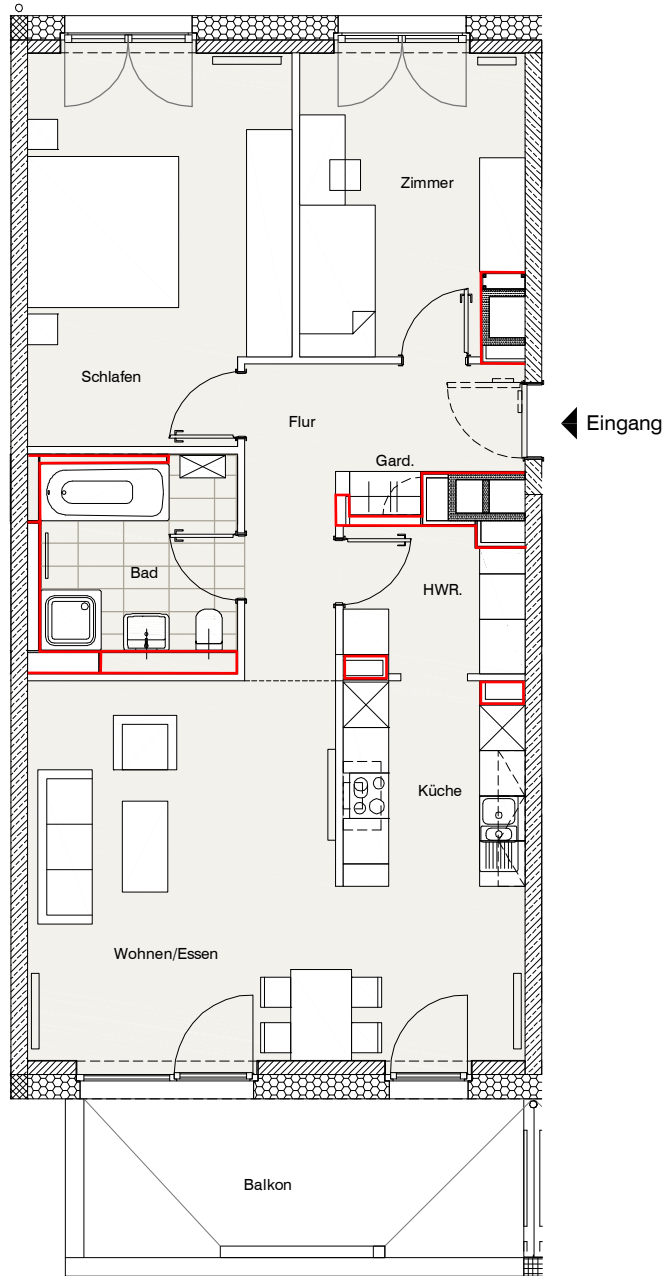 Zimmer
Schlafen
Flur
Eingang
Gard.
Bad
HWR.
Küche
Wohnen/Essen
Balkon